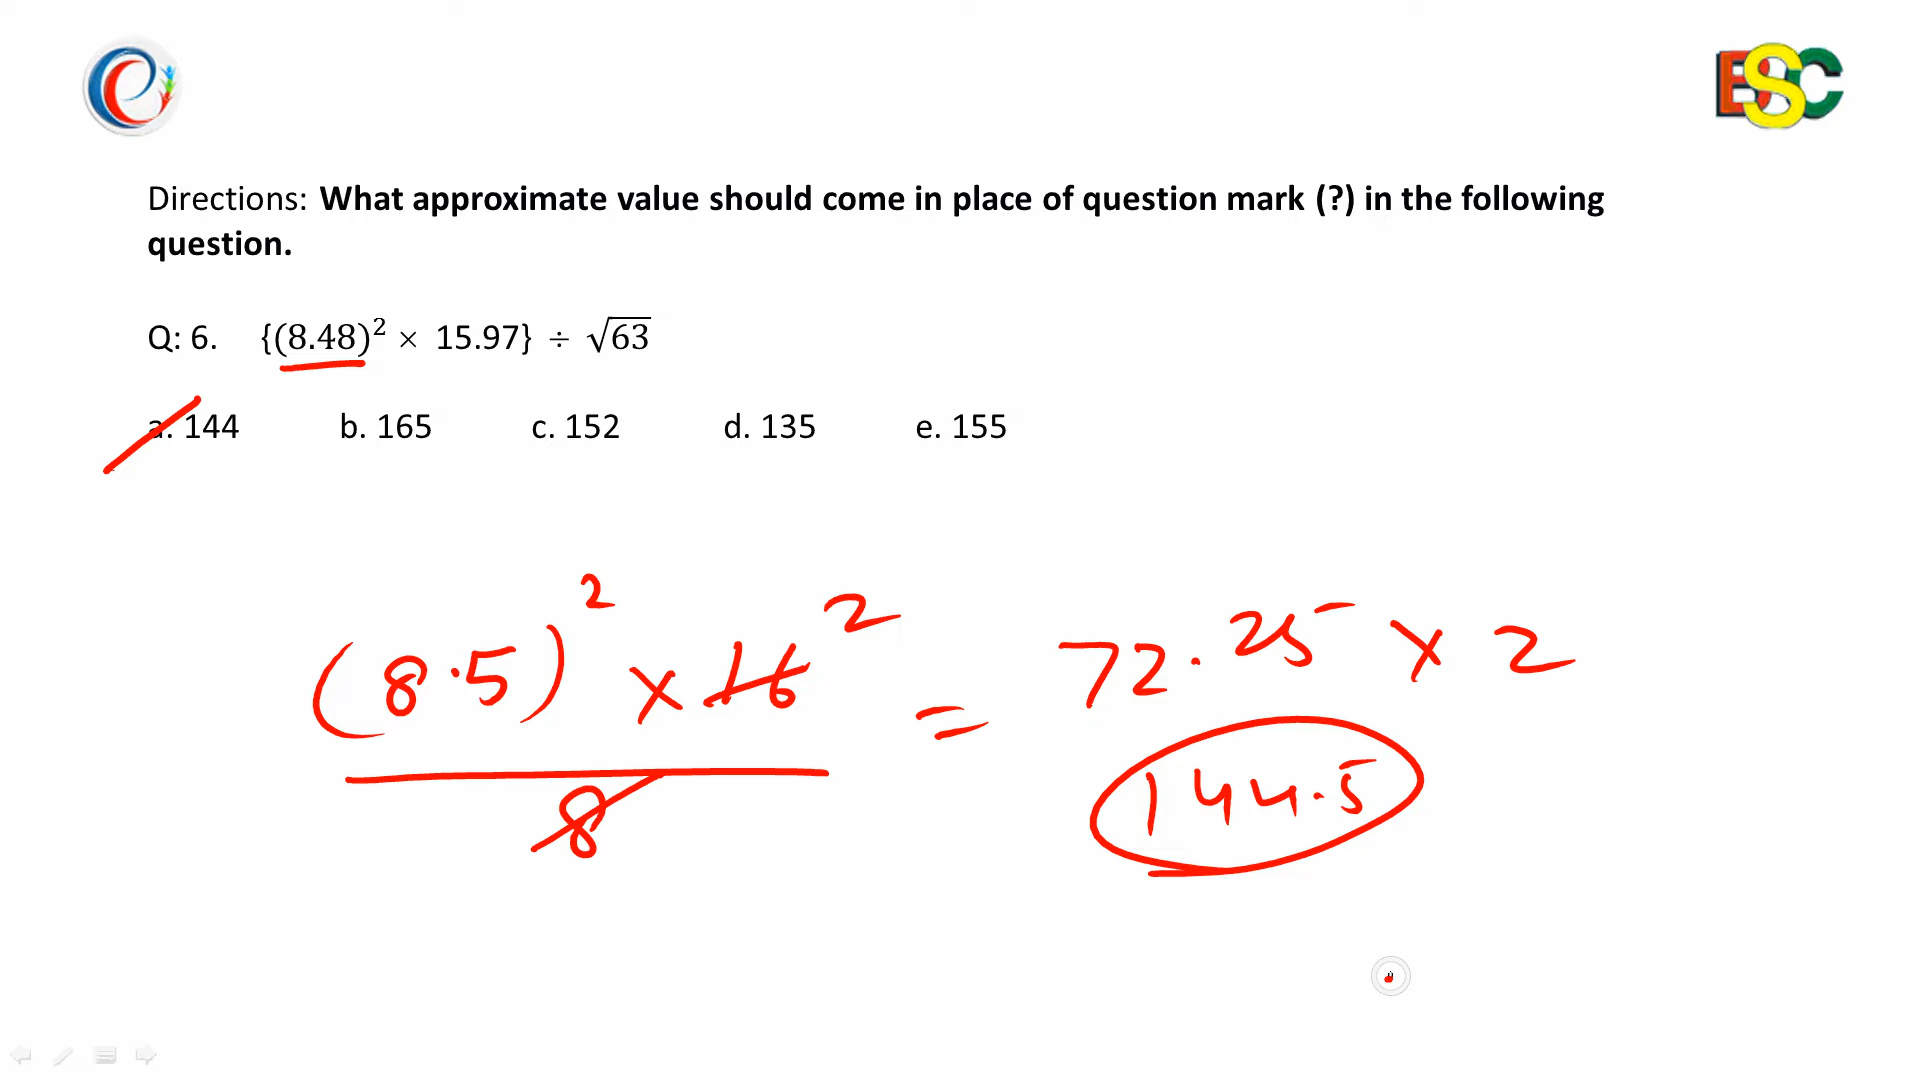 ESC
Directions: What approximate value should come in place of question mark (?) in the following
question.
Q: 6. {(8.48)² × 15.97} ÷ √63
a. 144 b. 165 c. 152 d. 135 e. 155
(8.5)² × 16 2 = 72.25 × 2
8
144.5